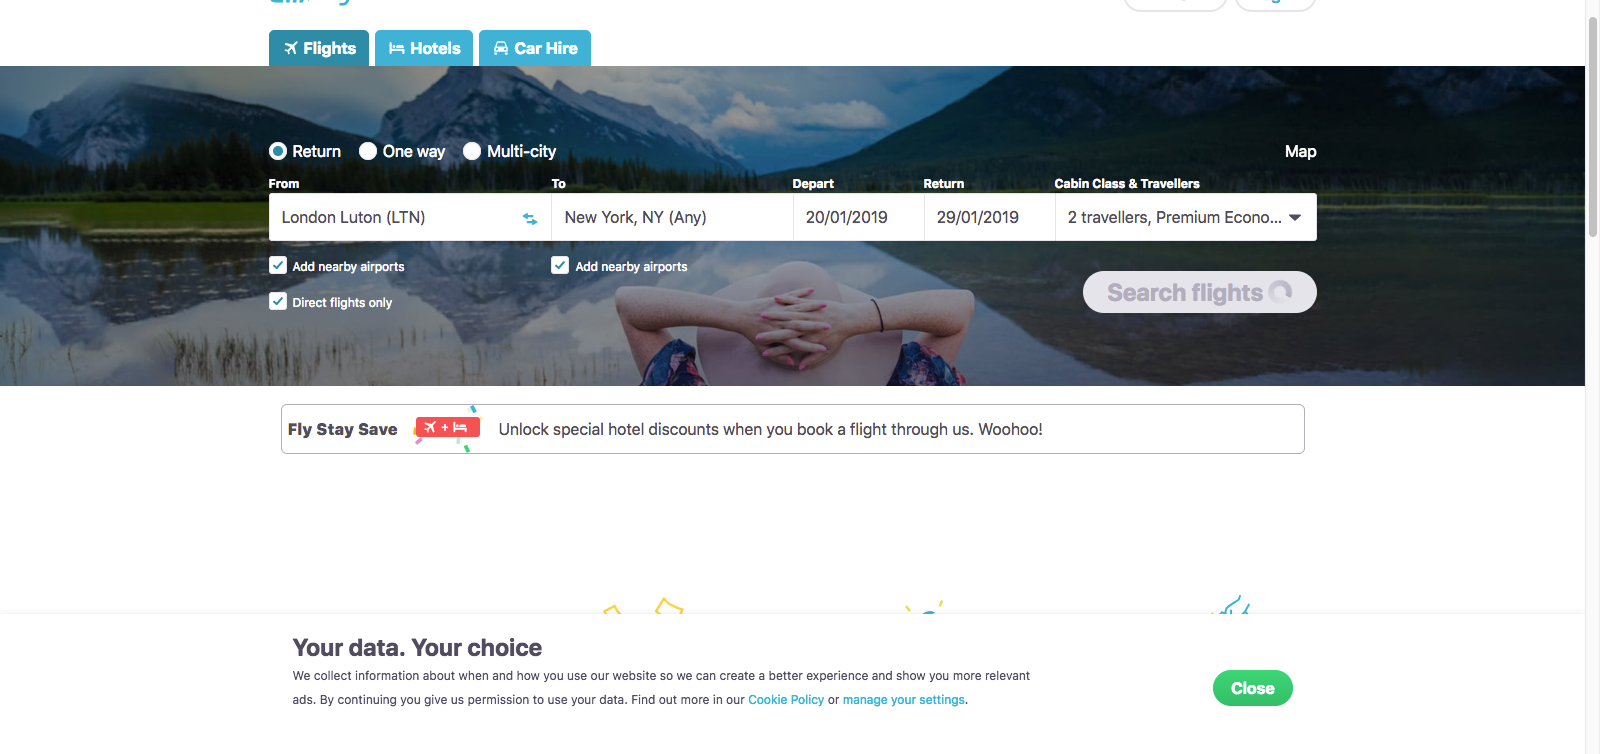 Flights Hotels Car Hire
Return One way Multi-city Map
From To Depart Return Cabin Class & Travellers
London Luton (LTN) New York, NY (Any) 20/01/2019 29/01/2019 2 travellers, Premium Econo...
Add nearby airports Add nearby airports
Direct flights only
Search flights
Fly Stay Save + Unlock special hotel discounts when you book a flight through us. Woohoo!
Your data. Your choice
We collect information about when and how you use our website so we can create a better experience and show you more relevant
ads. By continuing you give us permission to use your data. Find out more in our Cookie Policy or manage your settings.
Close